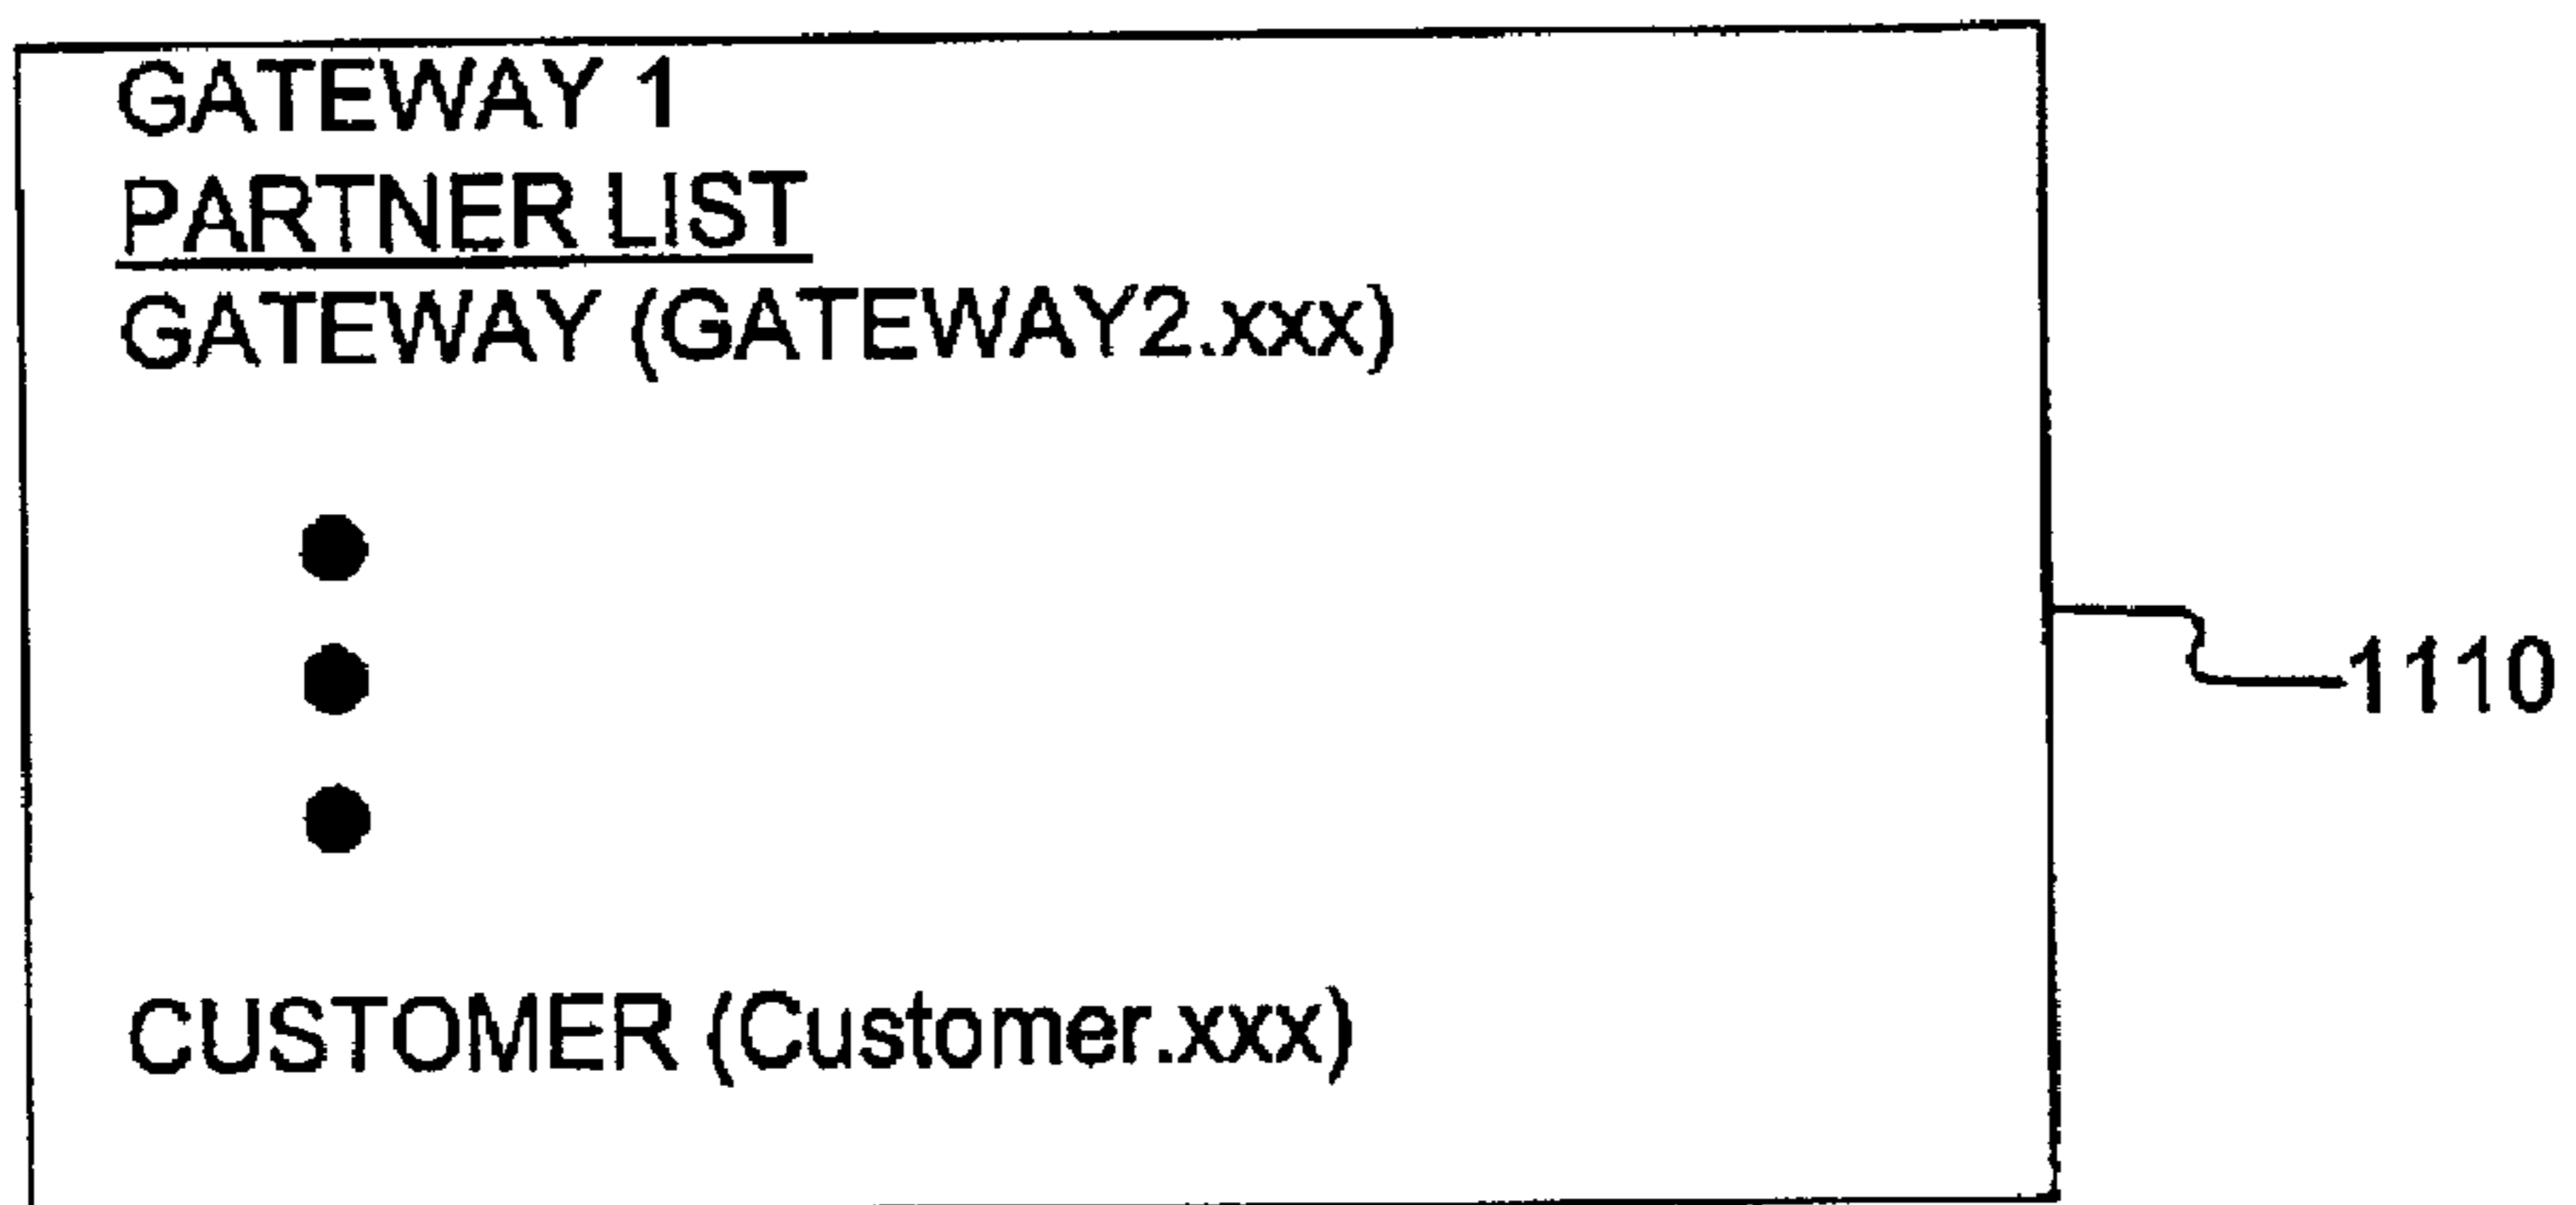 GATEWAY 1
PARTNER LIST
GATEWAY (GATEWAY2.xxx)
1110
CUSTOMER (Customer.xxx)